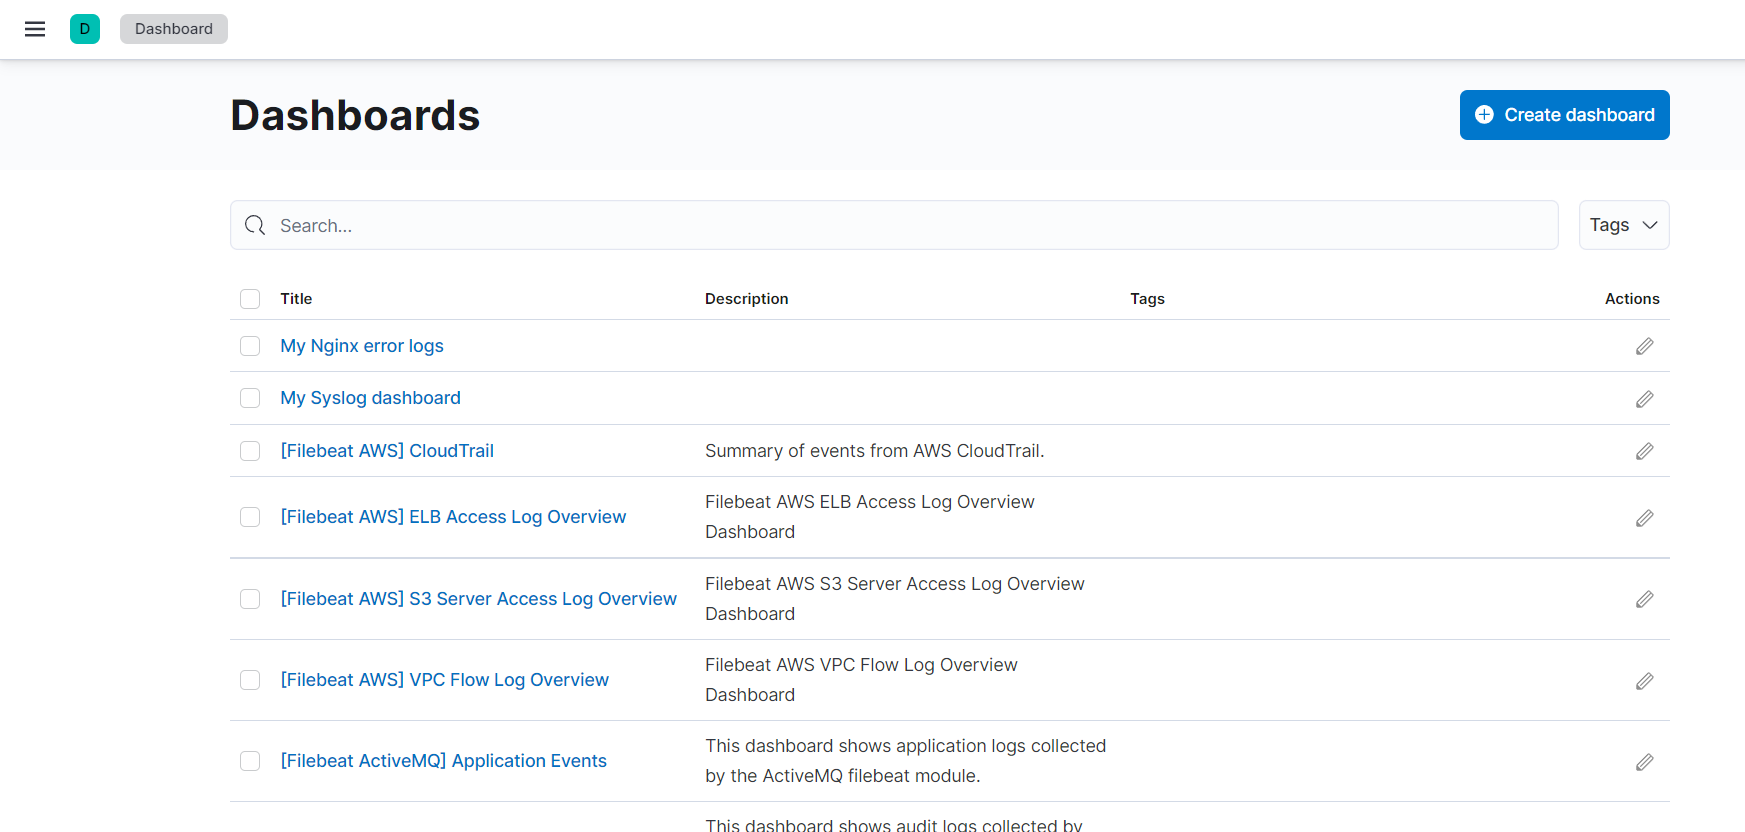 D Dashboard
Dashboards
Create dashboard
Search...
Tags
Title Description Tags Actions
My Nginx error logs
My Syslog dashboard
[Filebeat AWS] CloudTrail Summary of events from AWS CloudTrail.
[Filebeat AWS] ELB Access Log Overview Filebeat AWS ELB Access Log Overview
Dashboard
[Filebeat AWS] S3 Server Access Log Overview Filebeat AWS S3 Server Access Log Overview
Dashboard
[Filebeat AWS] VPC Flow Log Overview Filebeat AWS VPC Flow Log Overview
Dashboard
[Filebeat ActiveMQ] Application Events This dashboard shows application logs collected
by the ActiveMQ filebeat module.
This dashboard shows audit logs collected by